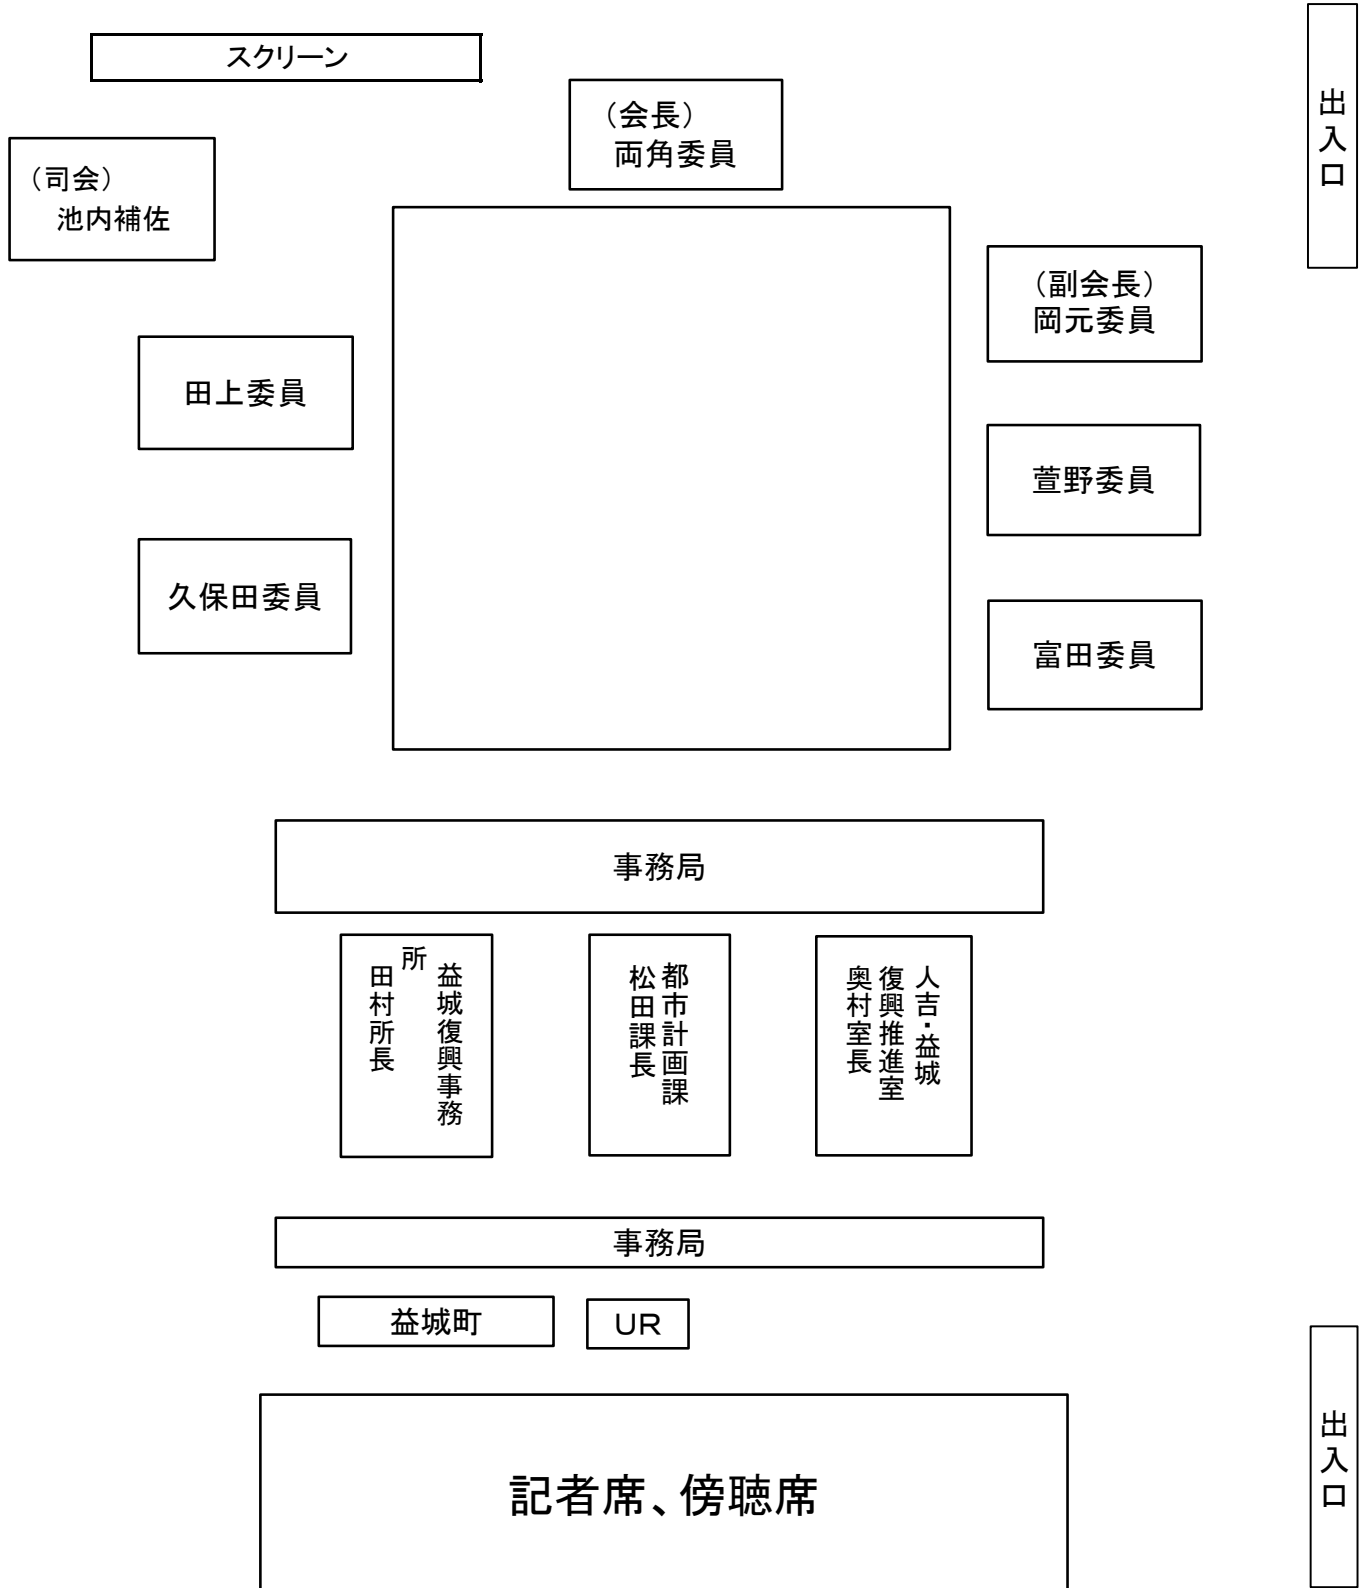 スクリーン
出入口
（会長）
両角委員
（司会）
池内補佐
（副会長）
岡元委員
田上委員
萱野委員
久保田委員
富田委員
事務局
益城復興事務
所
田村所長
都市計画課
松田課長
人吉・益城
復興推進室
奥村室長
事務局
益城町
UR
出入口
記者席、傍聴席